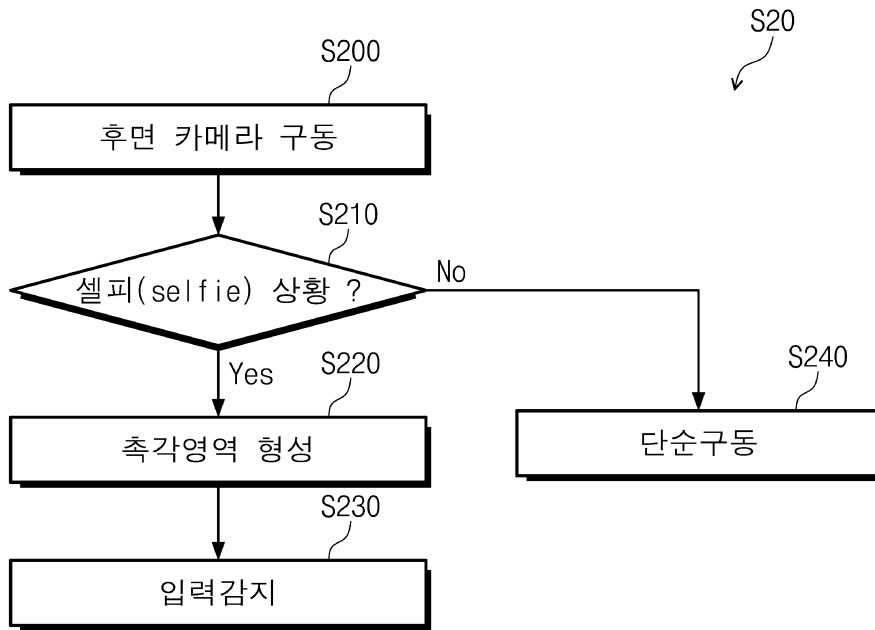 S20
S200
후면 카메라 구동
S210
셀피(selfie) 상황 ?
No
Yes
S220
촉각영역 형성
S240
단순구동
S230
입력감지